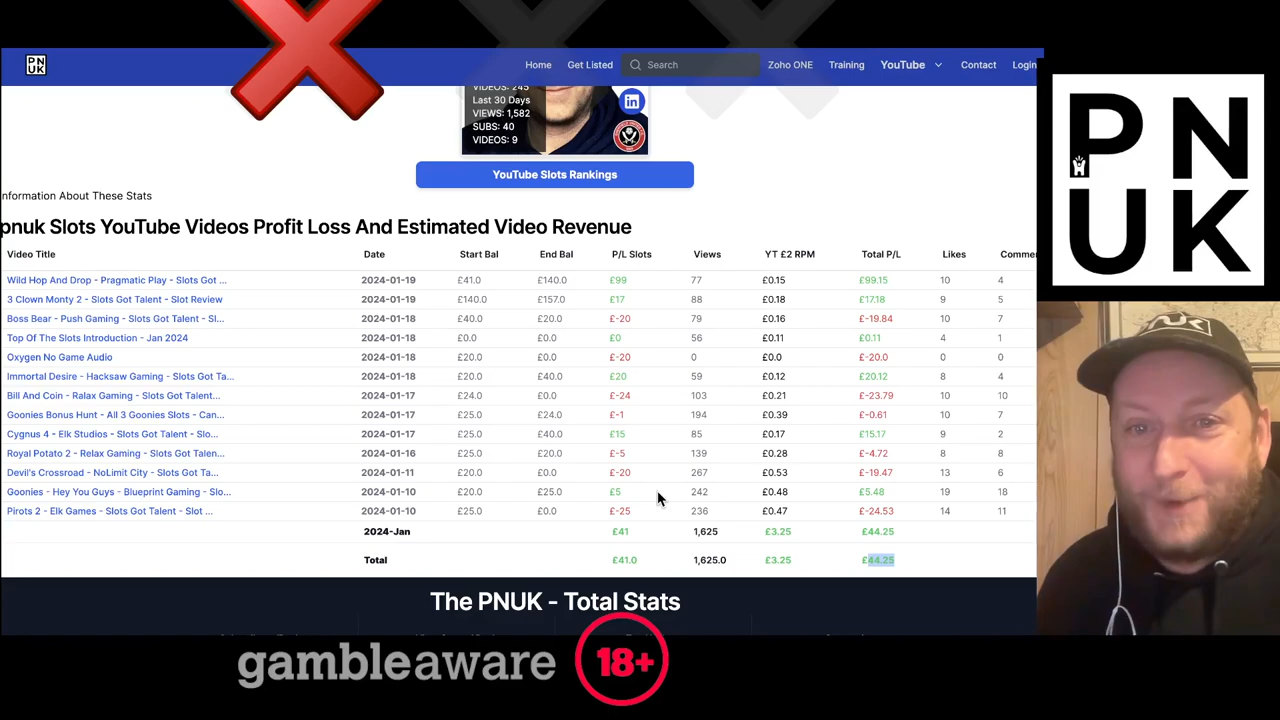 PN
UK
Home Get Listed Search Zoho ONE Training YouTube Contact Login
VIDEOS: 245
Last 30 Days
VIEWS: 1,582
SUBS: 40
VIDEOS: 9
in
YouTube Slots Rankings
nformation About These Stats
pnuk Slots YouTube Videos Profit Loss And Estimated Video Revenue
Video Title Date Start Bal End Bal P/L Slots Views YT £2 RPM Total P/L Likes Comme
Wild Hop And Drop - Pragmatic Play - Slots Got ... 2024-01-19 £41.0 £140.0 £99 77 £0.15 £99.15 10 4
3 Clown Monty 2 - Slots Got Talent - Slot Review 2024-01-19 £140.0 £157.0 £17 88 £0.18 £17.18 9 5
Boss Bear - Push Gaming - Slots Got Talent - Sl... 2024-01-18 £40.0 £20.0 £-20 79 £0.16 £-19.84 10 7
Top Of The Slots Introduction - Jan 2024 2024-01-18 £0.0 £0.0 £0 56 £0.11 £0.11 4 1
Oxygen No Game Audio 2024-01-18 £20.0 £0.0 £-20 0 £0.0 £-20.0 0 0
Immortal Desire - Hacksaw Gaming - Slots Got Ta... 2024-01-18 £20.0 £40.0 £20 59 £0.12 £20.12 8 4
Bill And Coin - Ralax Gaming - Slots Got Talent... 2024-01-17 £24.0 £0.0 £-24 103 £0.21 £-23.79 10 10
Goonies Bonus Hunt - All 3 Goonies Slots - Can... 2024-01-17 £25.0 £24.0 £-1 194 £0.39 £-0.61 10 7
Cygnus 4 - Elk Studios - Slots Got Talent - Slo... 2024-01-17 £25.0 £40.0 £15 85 £0.17 £15.17 9 2
Royal Potato 2 - Relax Gaming - Slots Got Talen... 2024-01-16 £25.0 £20.0 £-5 139 £0.28 £-4.72 8 8
Devil's Crossroad - NoLimit City - Slots Got Ta... 2024-01-11 £20.0 £0.0 £-20 267 £0.53 £-19.47 13 6
Goonies - Hey You Guys - Blueprint Gaming - Slo... 2024-01-10 £20.0 £25.0 £5 242 £0.48 £5.48 19 18
Pirots 2 - Elk Games - Slots Got Talent - Slot ... 2024-01-10 £25.0 £0.0 £-25 236 £0.47 £-24.53 14 11
2024-Jan £41 1,625 £3.25 £44.25
Total £41.0 1,625.0 £3.25 £44.25
The PNUK - Total Stats
gambleaware 18+
PN
UK